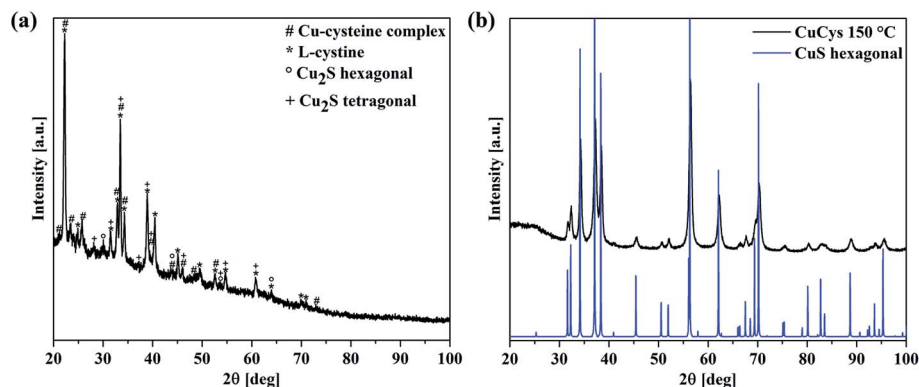 (a)
# Cu-cysteine complex
* L-cystine
° Cu₂S hexagonal
+ Cu₂S tetragonal
Intensity [a.u.]
20 30 40 50 60 70 80 90 100
2θ [deg]
(b)
CuCys 150 °C
CuS hexagonal
Intensity [a.u.]
20 30 40 50 60 70 80 90 100
2θ [deg]